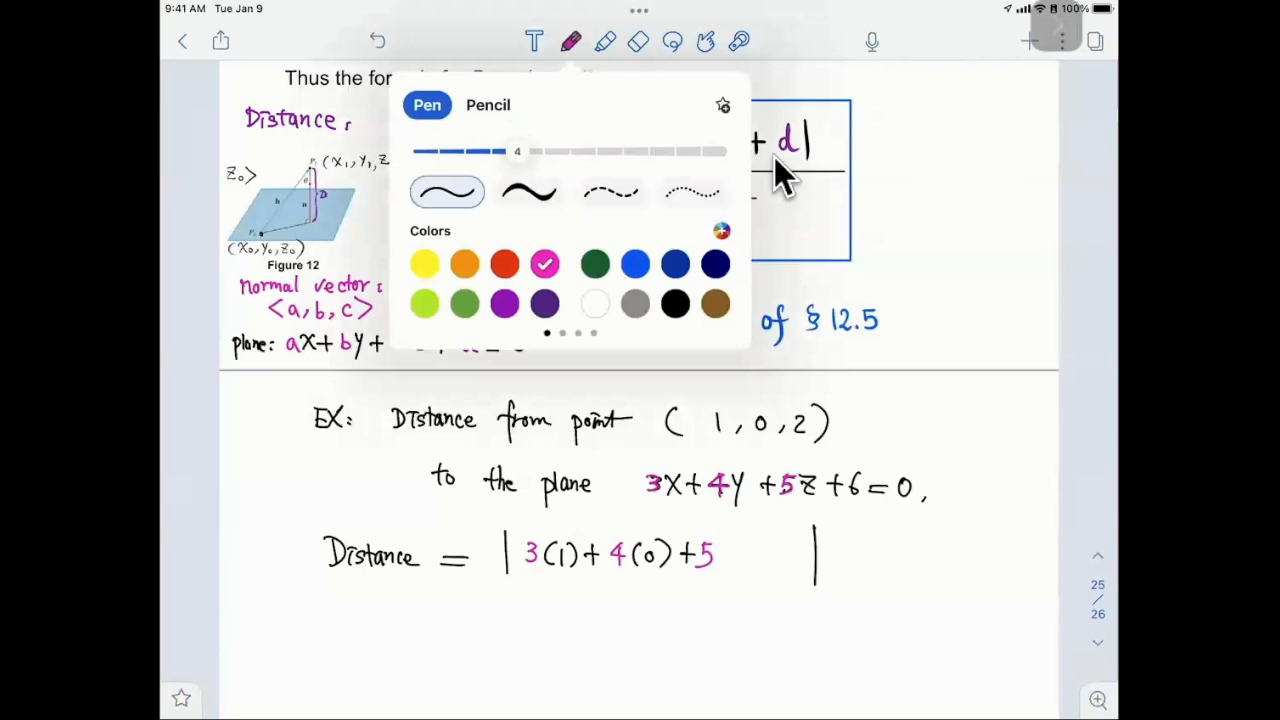 9:41 AM Tue Jan 9
100%
Thus the for
Distance:
P₁ (x₁, y₁, z
z₀>
b
n
D
(x₀, y₀, z₀)
Figure 12
normal vector:
<a, b, c>
plane: ax+ by+
Pen Pencil
4
Colors
+ d|
of § 12.5
EX: Distance from point ( 1, 0, 2)
to the plane 3x+4y+5z+6=0,
Distance = | 3(1)+ 4(0)+5 |
25
/
26